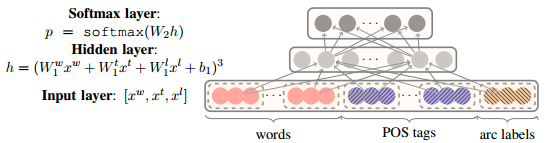 Softmax layer:
p = softmax(W₂h)
Hidden layer:
h = (W₁ʷxʷ + W₁ᵗxᵗ + W₁ˡxˡ + b₁)³
Input layer: [xʷ, xᵗ, xˡ]
words POS tags arc labels